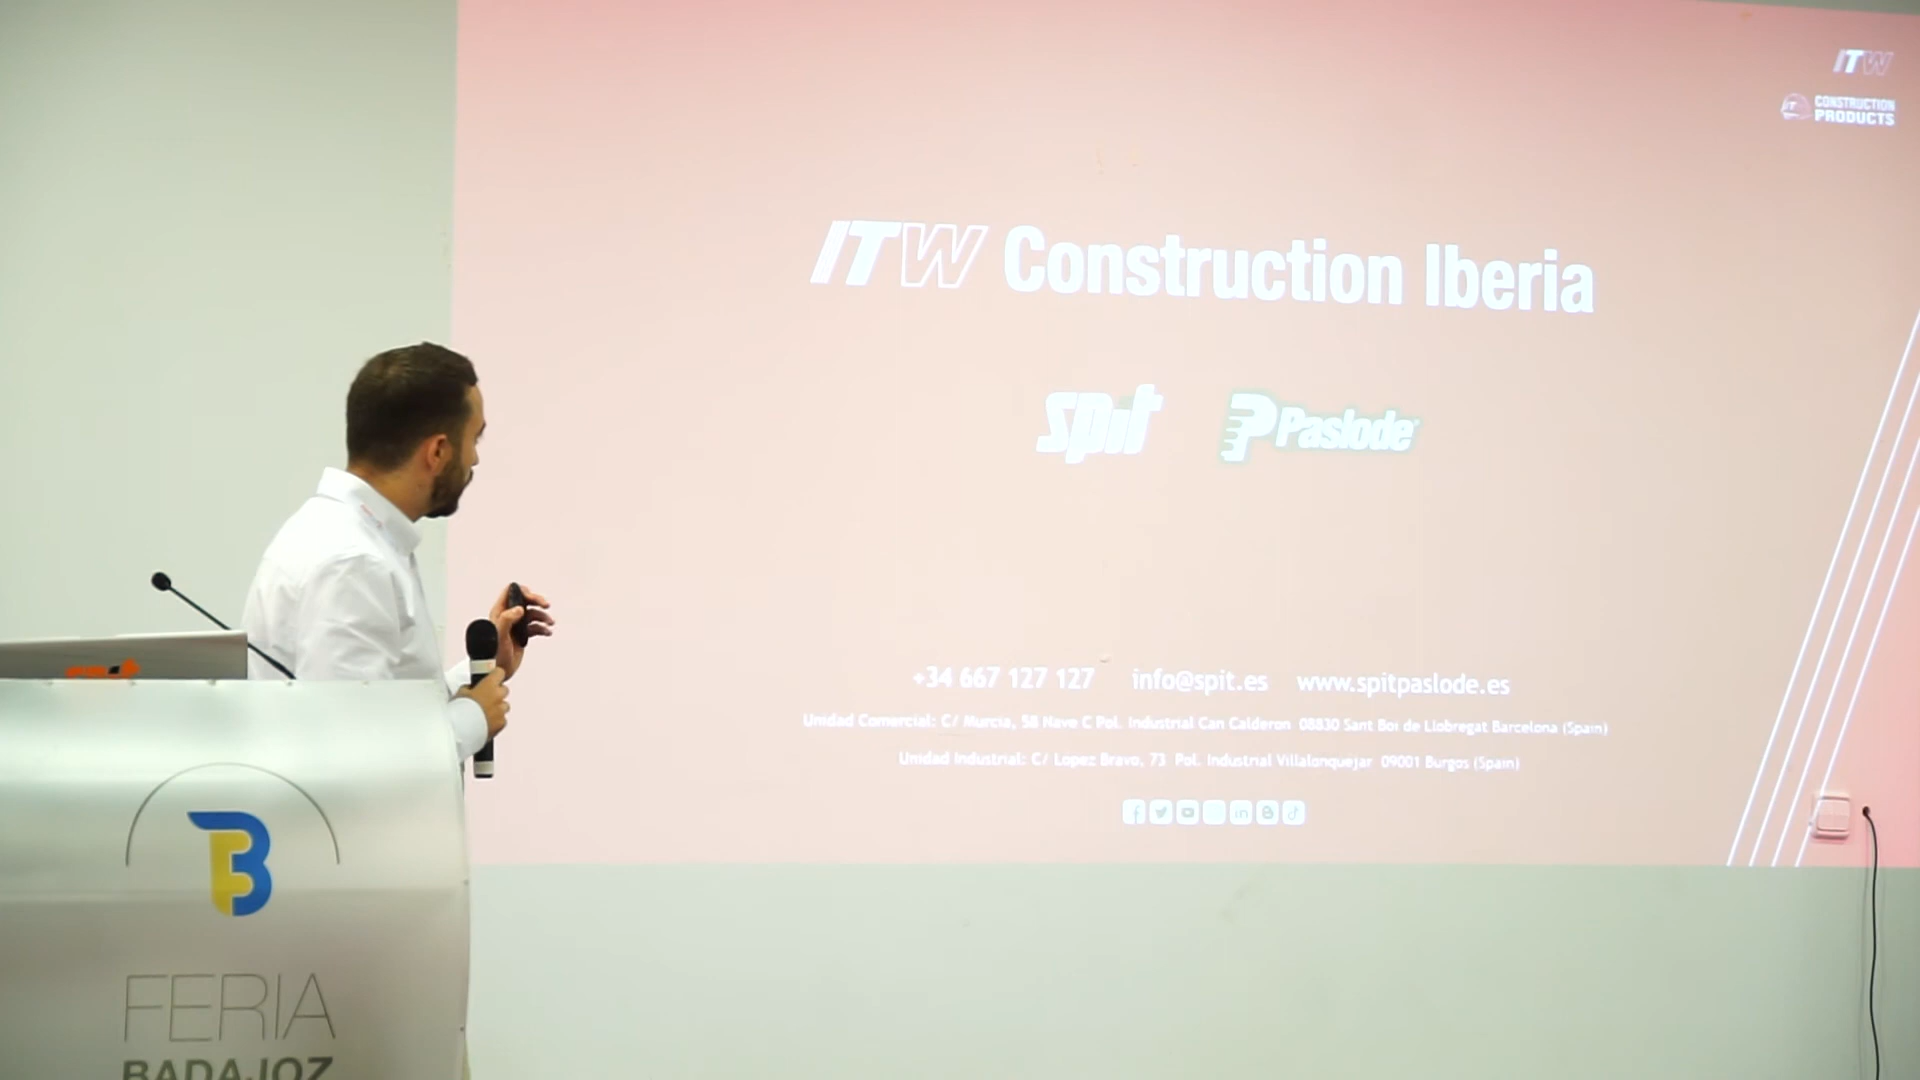 ITW
CONSTRUCTION
PRODUCTS
ITW Construction Iberia
spit Paslode
+34 667 127 127 info@spit.es www.spitpaslode.es
Unidad Comercial: C/ Murcia, 58 Nave C Pol. Industrial Can Calderon 08830 Sant Boi de Llobregat Barcelona (Spain)
Unidad Industrial: C/ Lopez Bravo, 73 Pol. Industrial Villalonquejar 09001 Burgos (Spain)
FERIA
BADAJOZ